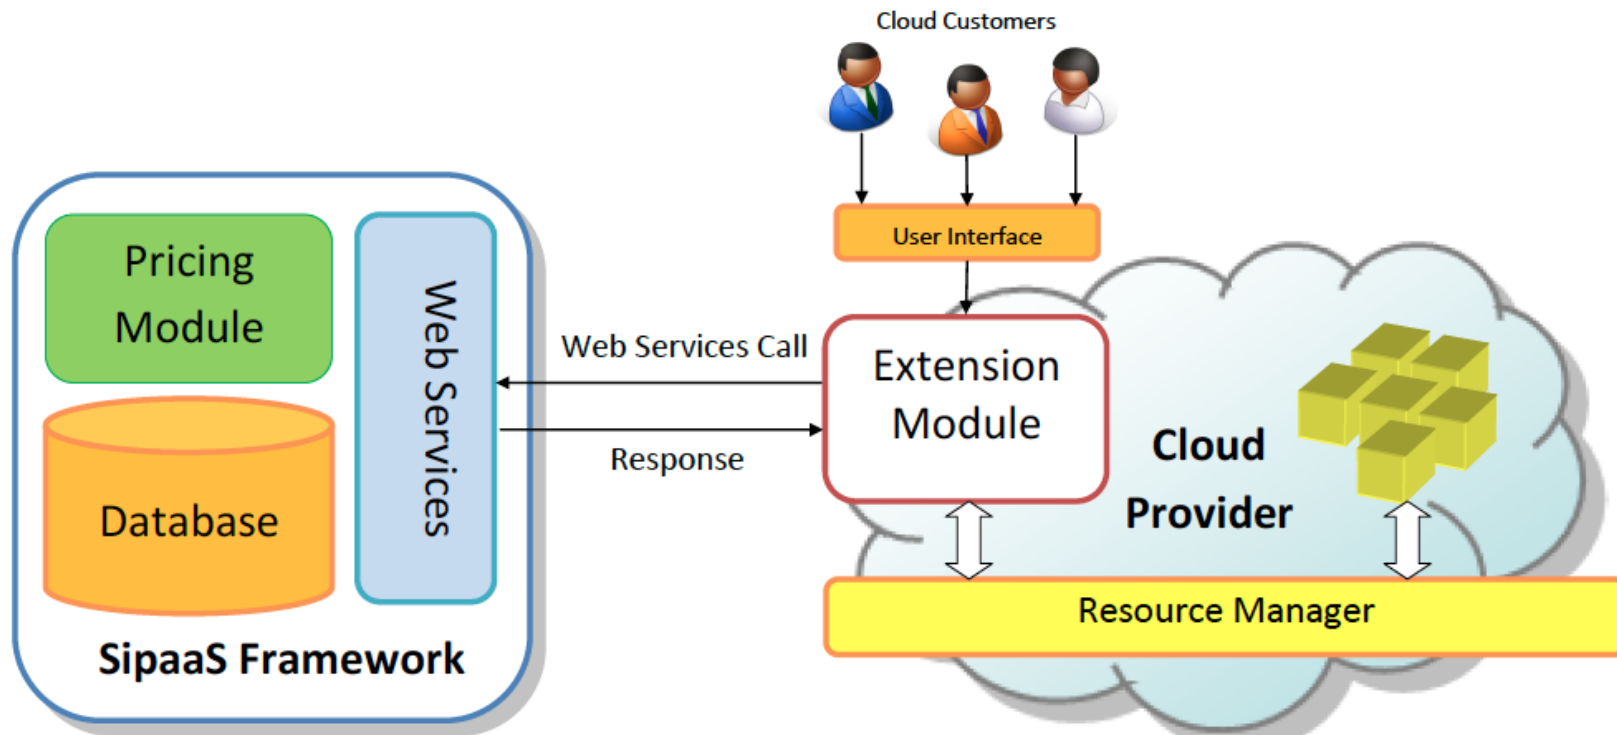 Cloud Customers
User Interface
Pricing
Module
Web Services
Database
SipaaS Framework
Web Services Call
Response
Extension
Module
Cloud
Provider
Resource Manager